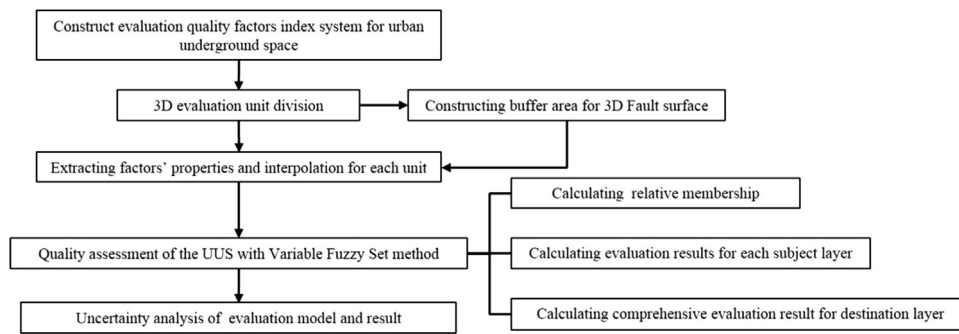 Construct evaluation quality factors index system for urban
underground space
3D evaluation unit division
Constructing buffer area for 3D Fault surface
Extracting factors' properties and interpolation for each unit
Calculating relative membership
Quality assessment of the UUS with Variable Fuzzy Set method
Calculating evaluation results for each subject layer
Uncertainty analysis of evaluation model and result
Calculating comprehensive evaluation result for destination layer